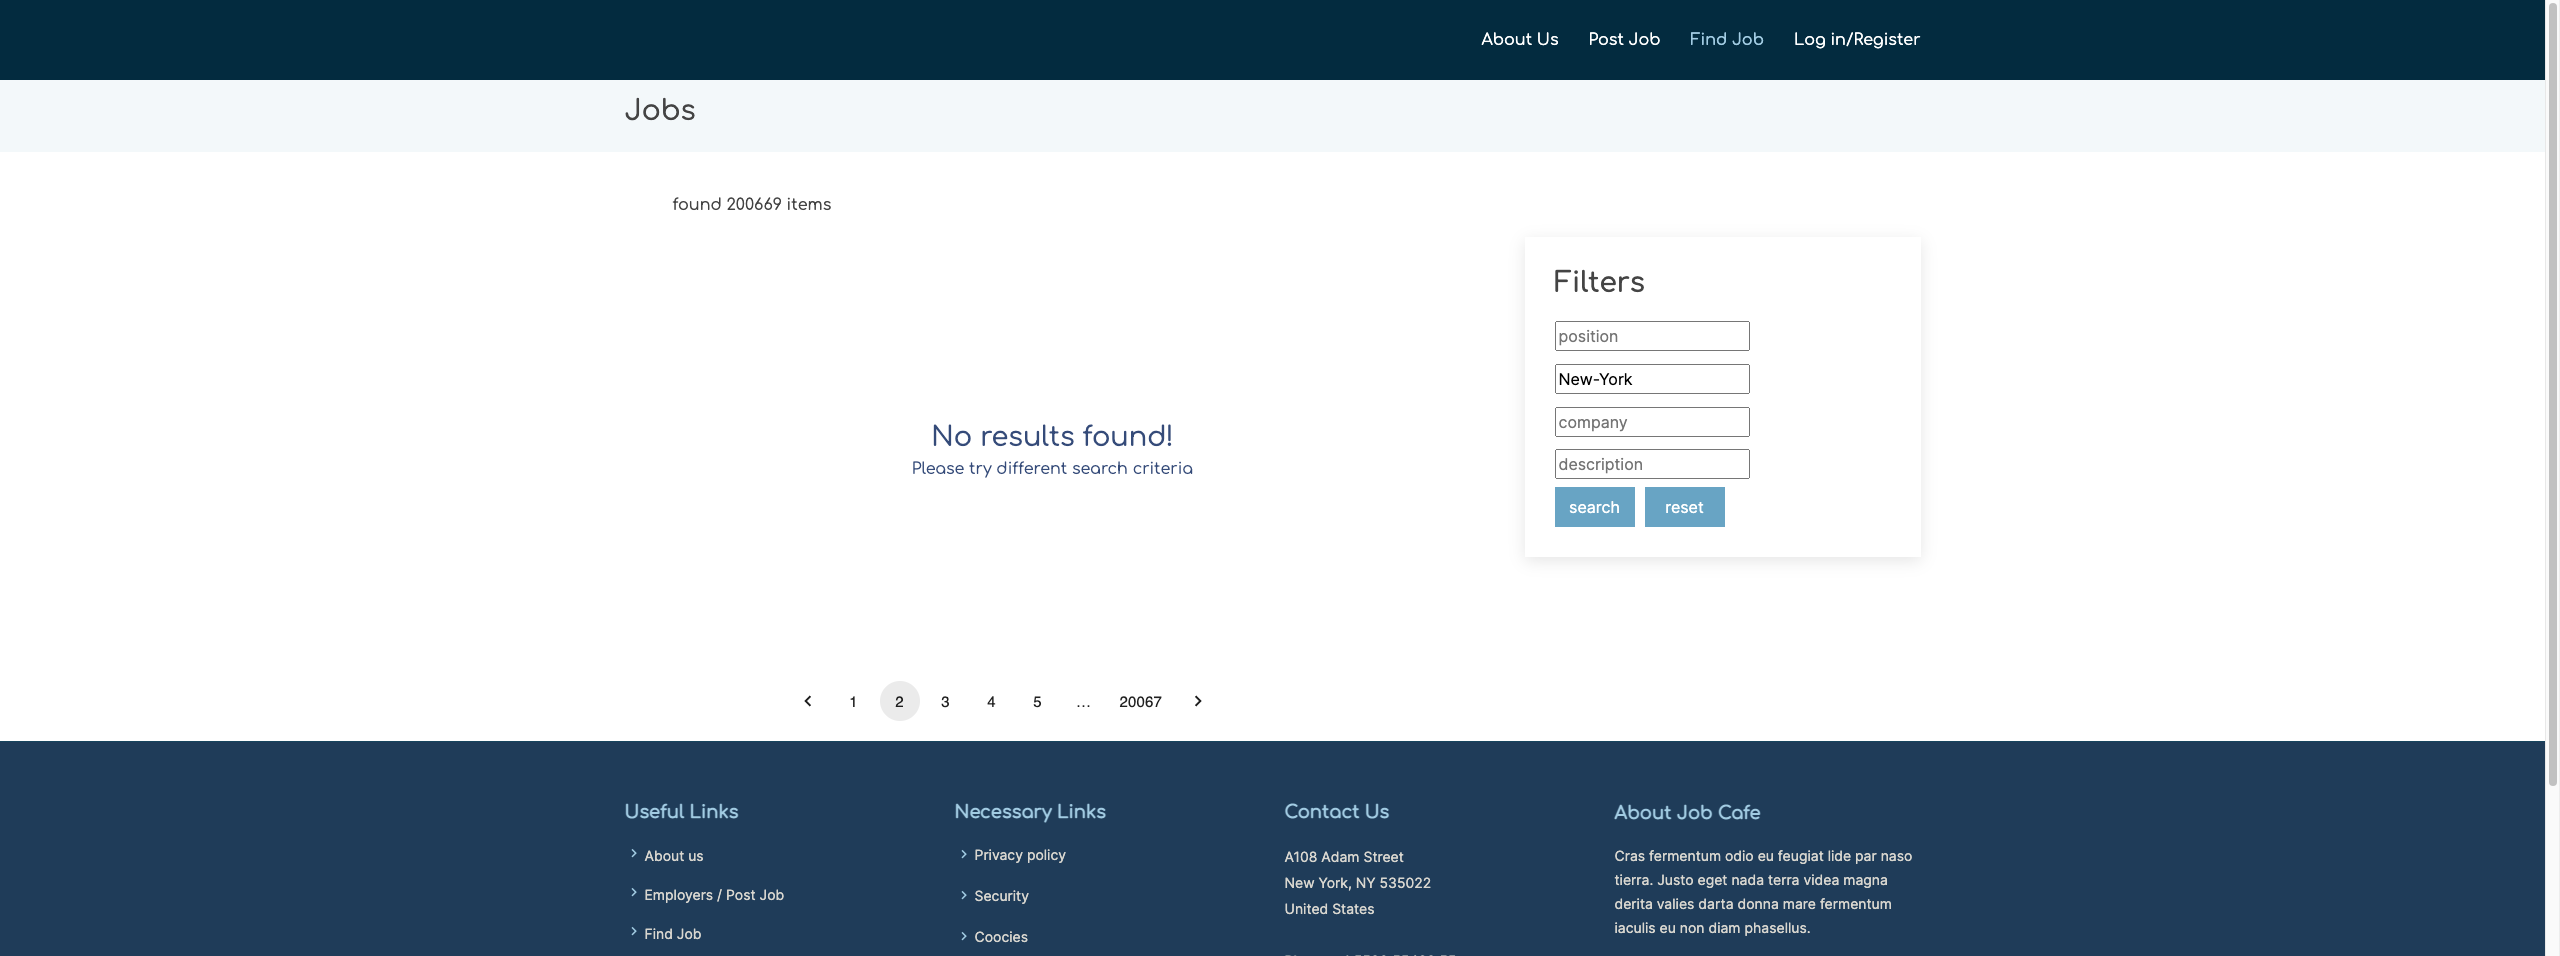 About Us Post Job Find Job Log in/Register
Jobs
found 200669 items
Filters
position
New-York
company
description
search reset
No results found!
Please try different search criteria
1 2 3 4 5 ... 20067
Useful Links
About us
Employers / Post Job
Find Job
Necessary Links
Privacy policy
Security
Coocies
Contact Us
A108 Adam Street
New York, NY 535022
United States
About Job Cafe
Cras fermentum odio eu feugiat lide par naso
tierra. Justo eget nada terra videa magna
derita valies darta donna mare fermentum
iaculis eu non diam phasellus.